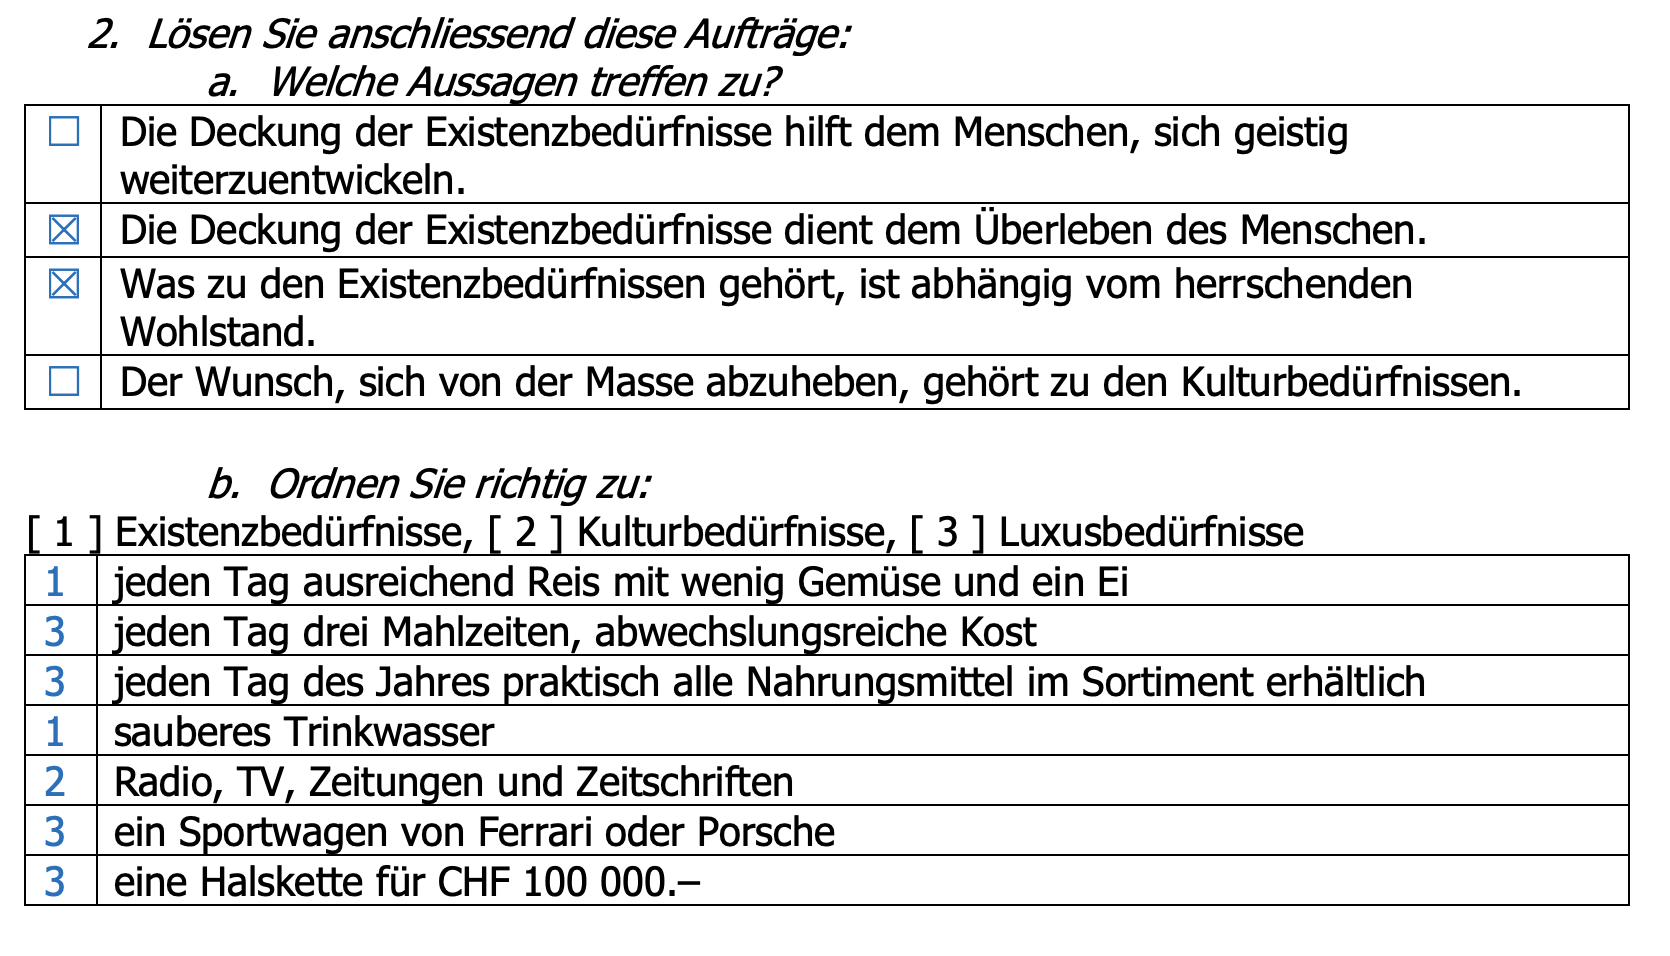 2. Lösen Sie anschliessend diese Aufträge:
a. Welche Aussagen treffen zu?
☐ Die Deckung der Existenzbedürfnisse hilft dem Menschen, sich geistig
weiterzuentwickeln.
☒ Die Deckung der Existenzbedürfnisse dient dem Überleben des Menschen.
☒ Was zu den Existenzbedürfnissen gehört, ist abhängig vom herrschenden
Wohlstand.
☐ Der Wunsch, sich von der Masse abzuheben, gehört zu den Kulturbedürfnissen.
b. Ordnen Sie richtig zu:
[ 1 ] Existenzbedürfnisse, [ 2 ] Kulturbedürfnisse, [ 3 ] Luxusbedürfnisse
1 jeden Tag ausreichend Reis mit wenig Gemüse und ein Ei
3 jeden Tag drei Mahlzeiten, abwechslungsreiche Kost
3 jeden Tag des Jahres praktisch alle Nahrungsmittel im Sortiment erhältlich
1 sauberes Trinkwasser
2 Radio, TV, Zeitungen und Zeitschriften
3 ein Sportwagen von Ferrari oder Porsche
3 eine Halskette für CHF 100 000.–